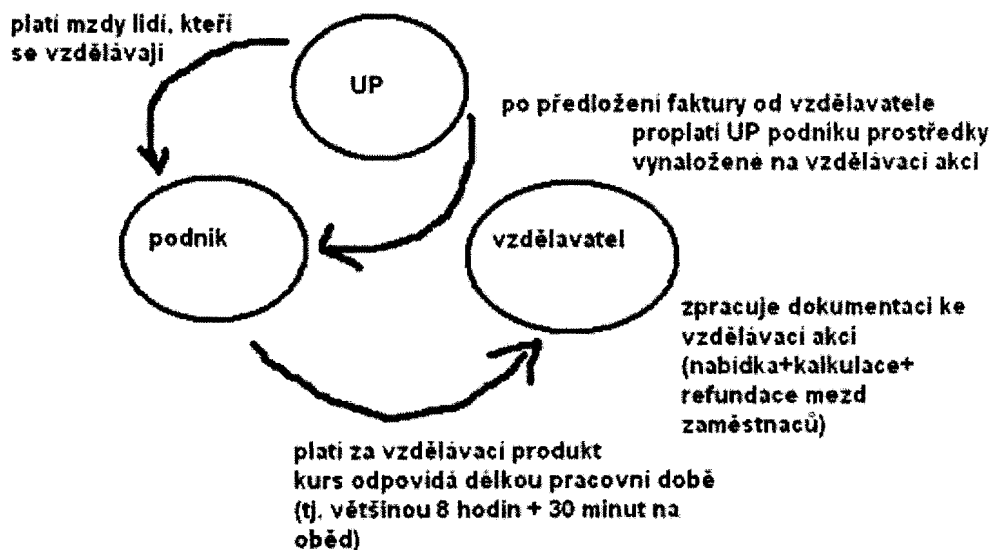 platí mzdy lidí, kteří
se vzdělávají
UP
po předložení faktury od vzdělavatele
proplatí UP podniku prostředky
vynaložené na vzdělávací akci
podnik
vzdělavatel
zpracuje dokumentaci ke
vzdělávací akci
(nabídka+kalkulace+
refundace mezd
zaměstnaců)
platí za vzdělávací produkt
kurs odpovídá délkou pracovní době
(tj. většinou 8 hodin + 30 minut na
oběd)